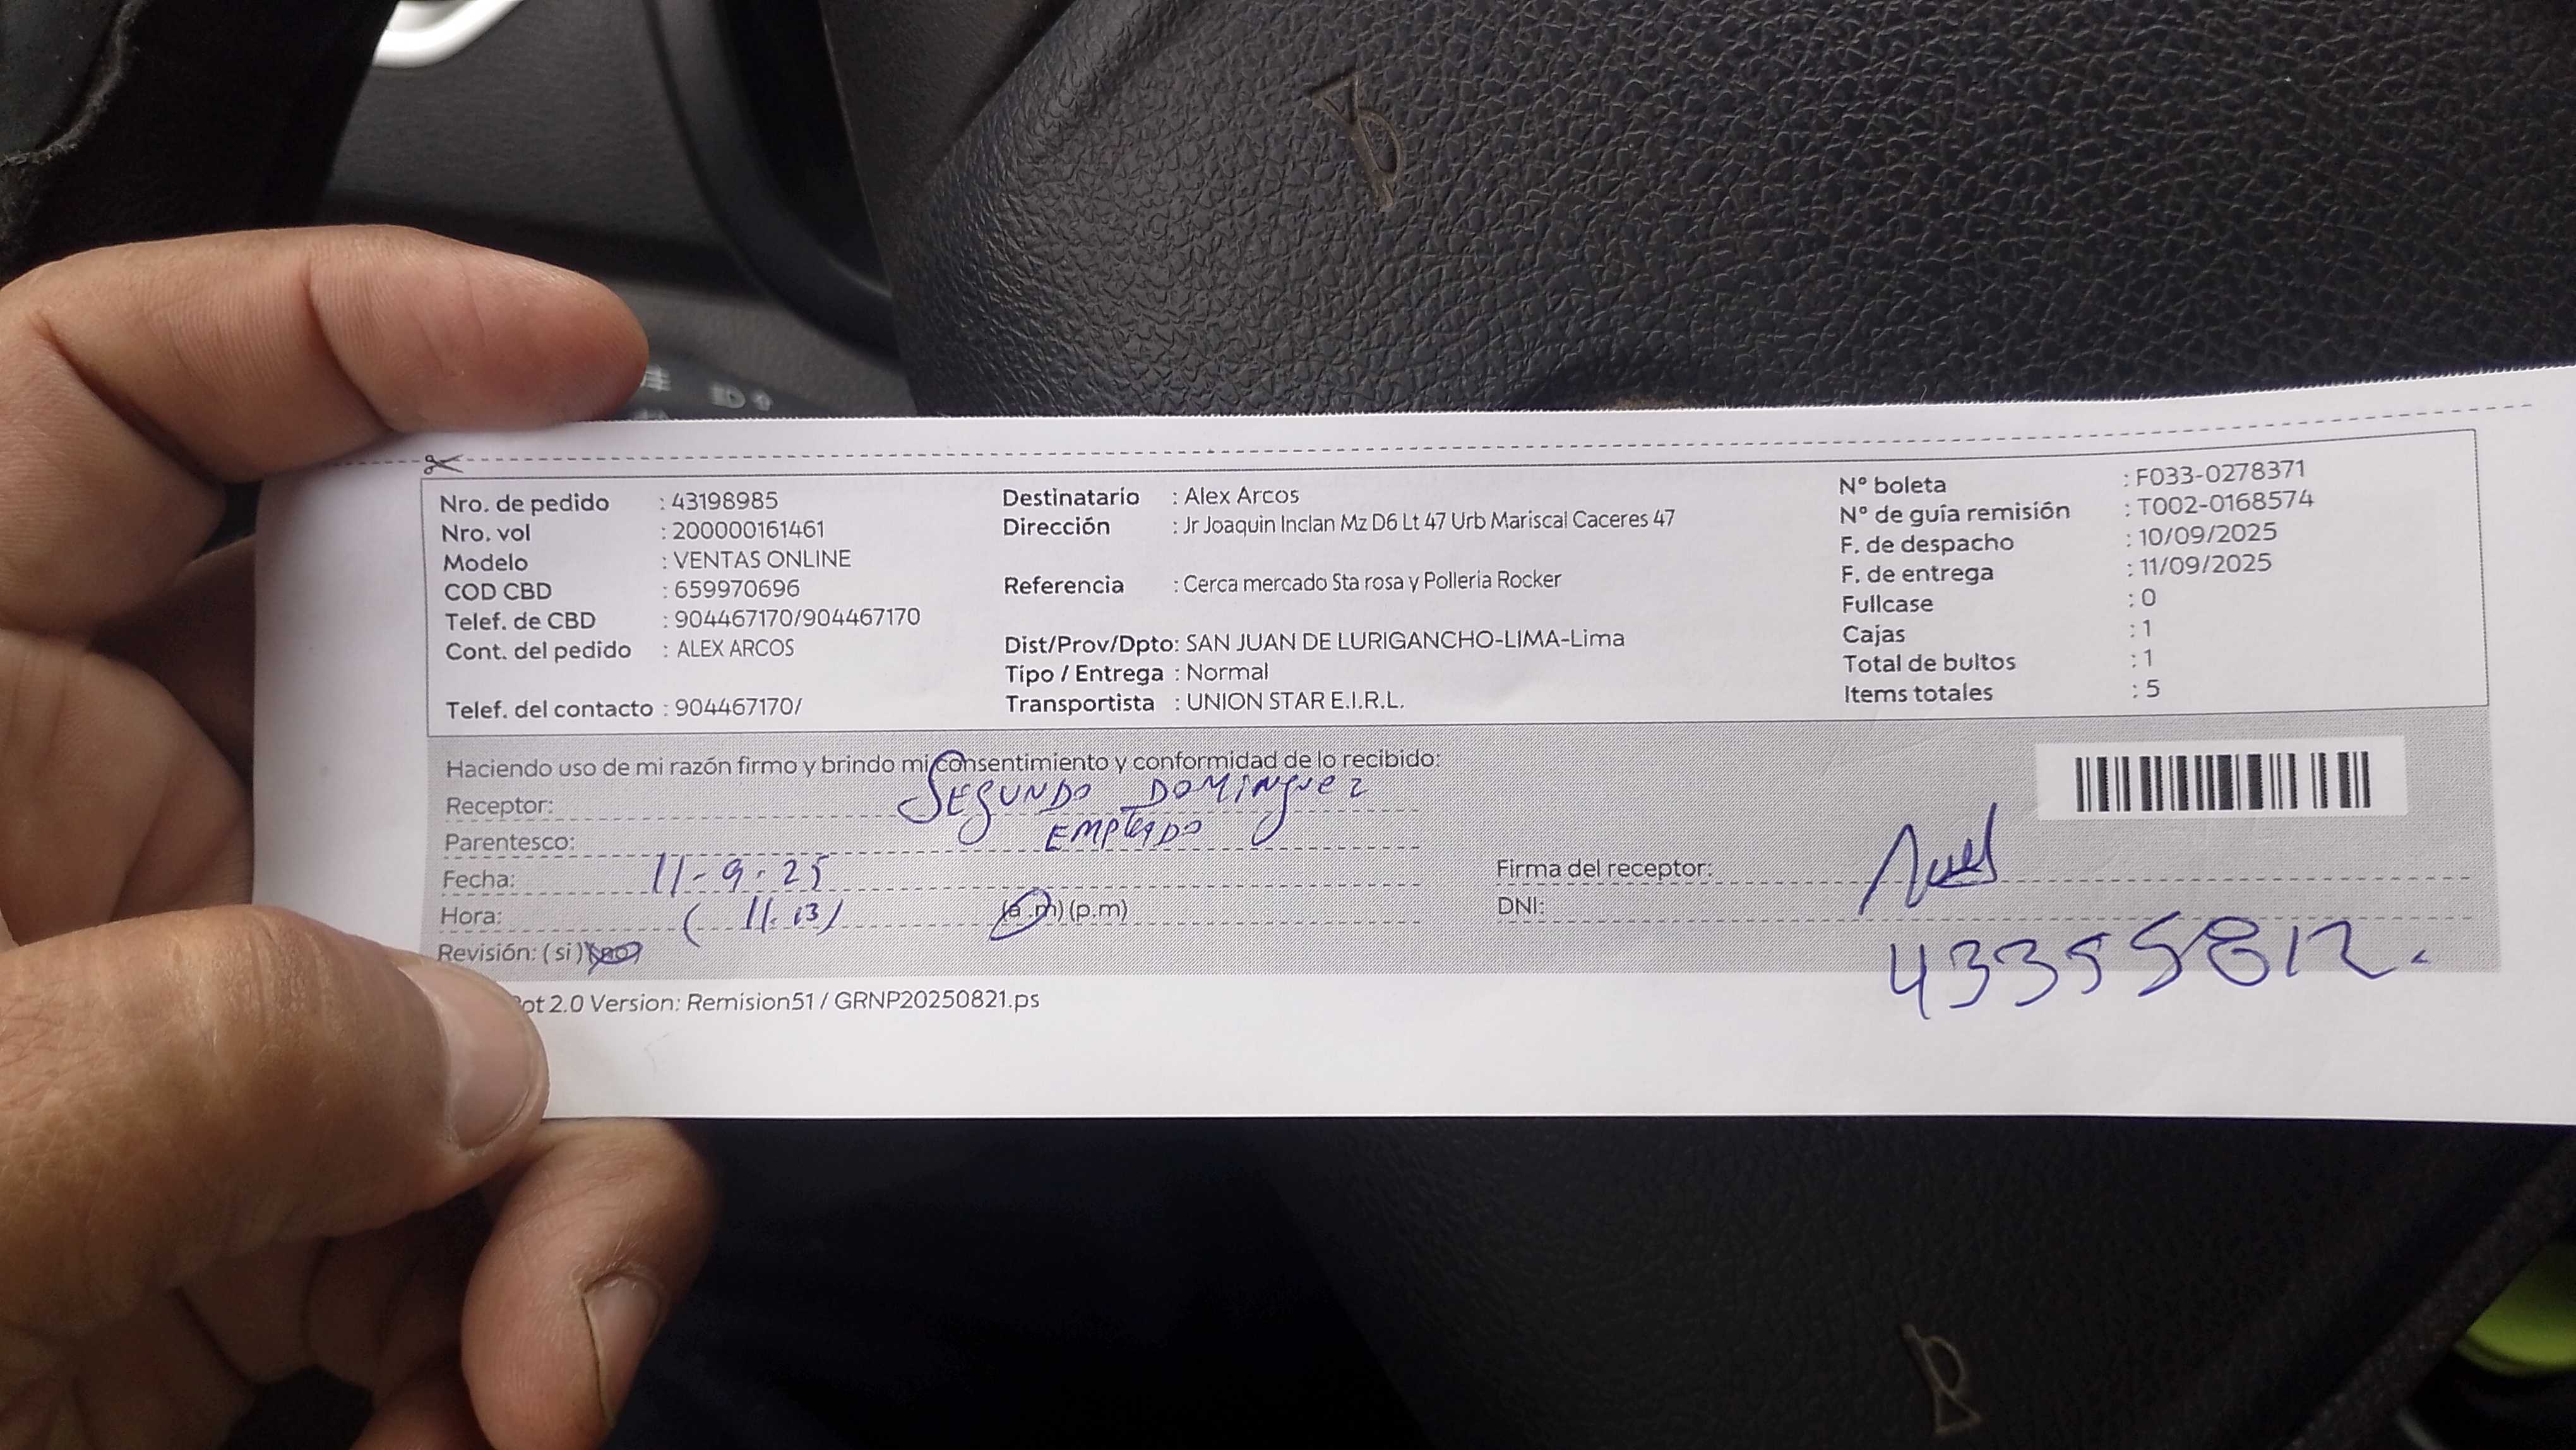 Nro. de pedido : 43198985
Nro. vol : 200000161461
Modelo : VENTAS ONLINE
COD CBD : 659970696
Telef. de CBD : 904467170/904467170
Cont. del pedido : ALEX ARCOS
Telef. del contacto : 904467170/
Destinatario : Alex Arcos
Dirección : Jr Joaquin Inclan Mz D6 Lt 47 Urb Mariscal Caceres 47
Referencia : Cerca mercado Sta rosa y Polleria Rocker
Dist/Prov/Dpto: SAN JUAN DE LURIGANCHO-LIMA-Lima
Tipo / Entrega : Normal
Transportista : UNION STAR E.I.R.L.
N° boleta : F033-0278371
N° de guía remisión : T002-0168574
F. de despacho : 10/09/2025
F. de entrega : 11/09/2025
Fullcase : 0
Cajas : 1
Total de bultos : 1
Items totales : 5
Haciendo uso de mi razón firmo y brindo mi consentimiento y conformidad de lo recibido:
Receptor: SEGUNDO DOMINguez
Parentesco: EMPLEADO
Fecha: 11-9-25
Hora: ( 11:13) (a.m)(p.m)
Revisión: (si)(no)
Firma del receptor:
DNI: 43355812.
ot 2.0 Version: Remision51 / GRNP20250821.ps